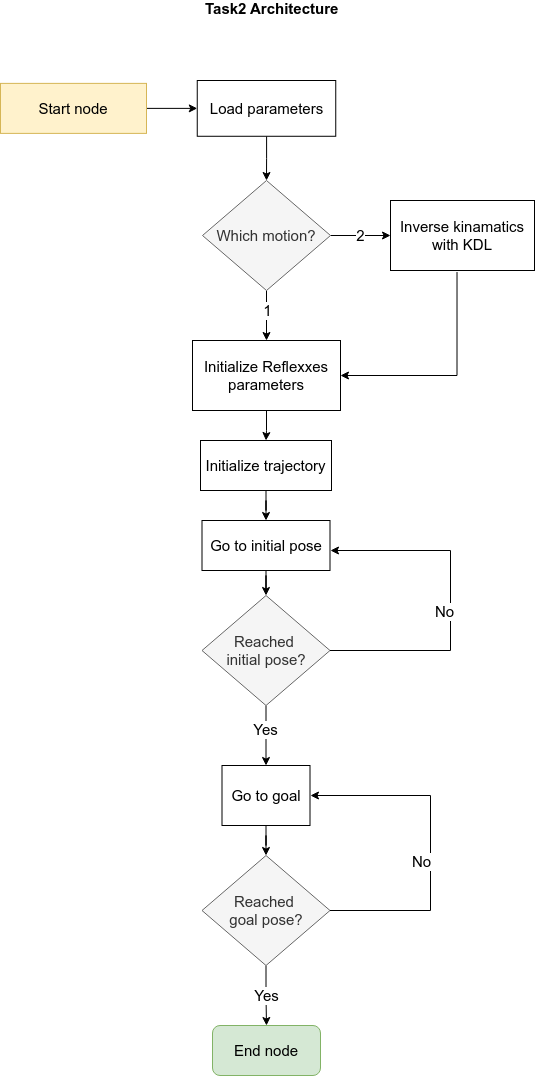 Task2 Architecture
Start node
Load parameters
Which motion?
2
Inverse kinamatics
with KDL
1
Initialize Reflexxes
parameters
Initialize trajectory
Go to initial pose
No
Reached
initial pose?
Yes
Go to goal
No
Reached
goal pose?
Yes
End node